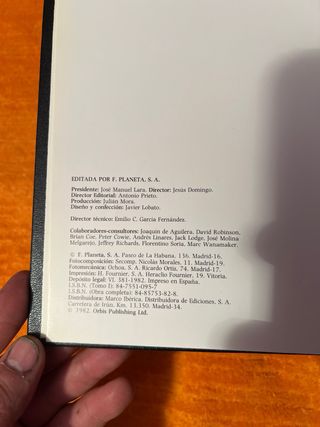 EDITADA POR F. PLANETA, S. A.
Presidente: José Manuel Lara. Director: Jesús Domingo.
Director Editorial: Antonio Prieto.
Producción: Julián Mora.
Diseño y confección: Javier Lobato.
Director técnico: Emilio C. García Fernández.
Colaboradores-consultores: Joaquín de Aguilera. David Robinson.
Brian Coe. Peter Cowie. Andrés Linares. Jack Lodge, José Molina
Melgarejo. Jeffrey Richards. Florentino Soria, Marc Wanamaker.
© F. Planeta, S. A. Paseo de La Habana, 136. Madrid-16.
Fotocomposición: Secomp. Nicolás Morales. 11. Madrid-19.
Fotomecánica: Ochoa, S. A. Ricardo Ortiz, 74. Madrid-17.
Impresión: H. Fournier, S. A. Heraclio Fournier, 19. Vitoria.
Depósito legal: VI. 381-1982. Impreso en España.
I.S.B.N. (Tomo I): 84-7551-095-7
I.S.B.N. (Obra completa): 84-85753-82-8.
Distribuidora: Marco Ibérica. Distribuidora de Ediciones, S. A.
Carretera de Irún, Km. 13,350. Madrid-34.
© 1982. Orbis Publishing Ltd.